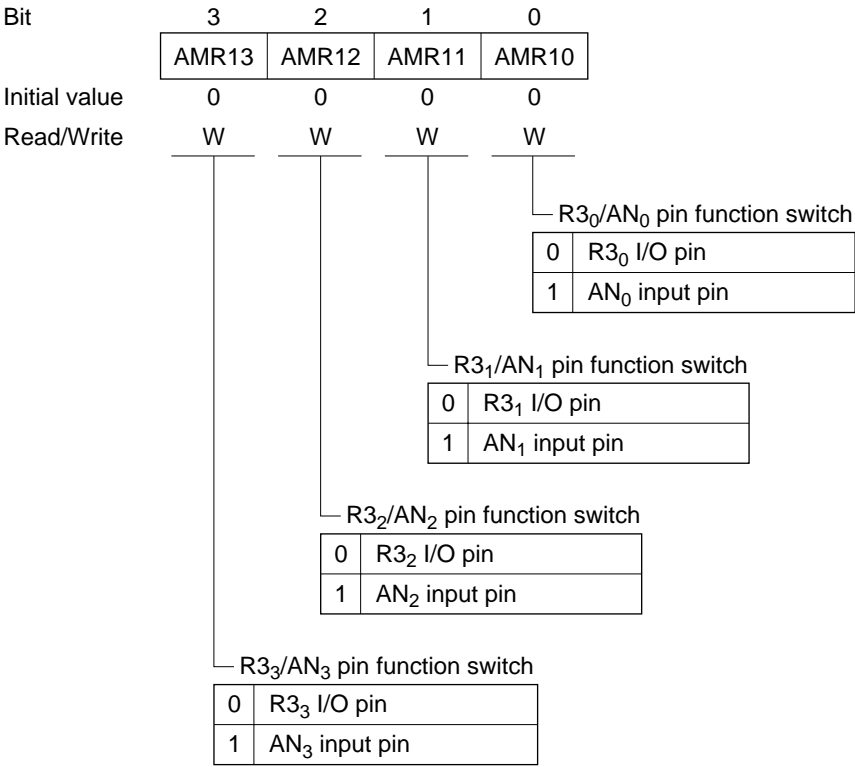 Bit 3 2 1 0
AMR13 AMR12 AMR11 AMR10
Initial value 0 0 0 0
Read/Write W W W W
R3₀/AN₀ pin function switch
0 R3₀ I/O pin
1 AN₀ input pin
R3₁/AN₁ pin function switch
0 R3₁ I/O pin
1 AN₁ input pin
R3₂/AN₂ pin function switch
0 R3₂ I/O pin
1 AN₂ input pin
R3₃/AN₃ pin function switch
0 R3₃ I/O pin
1 AN₃ input pin